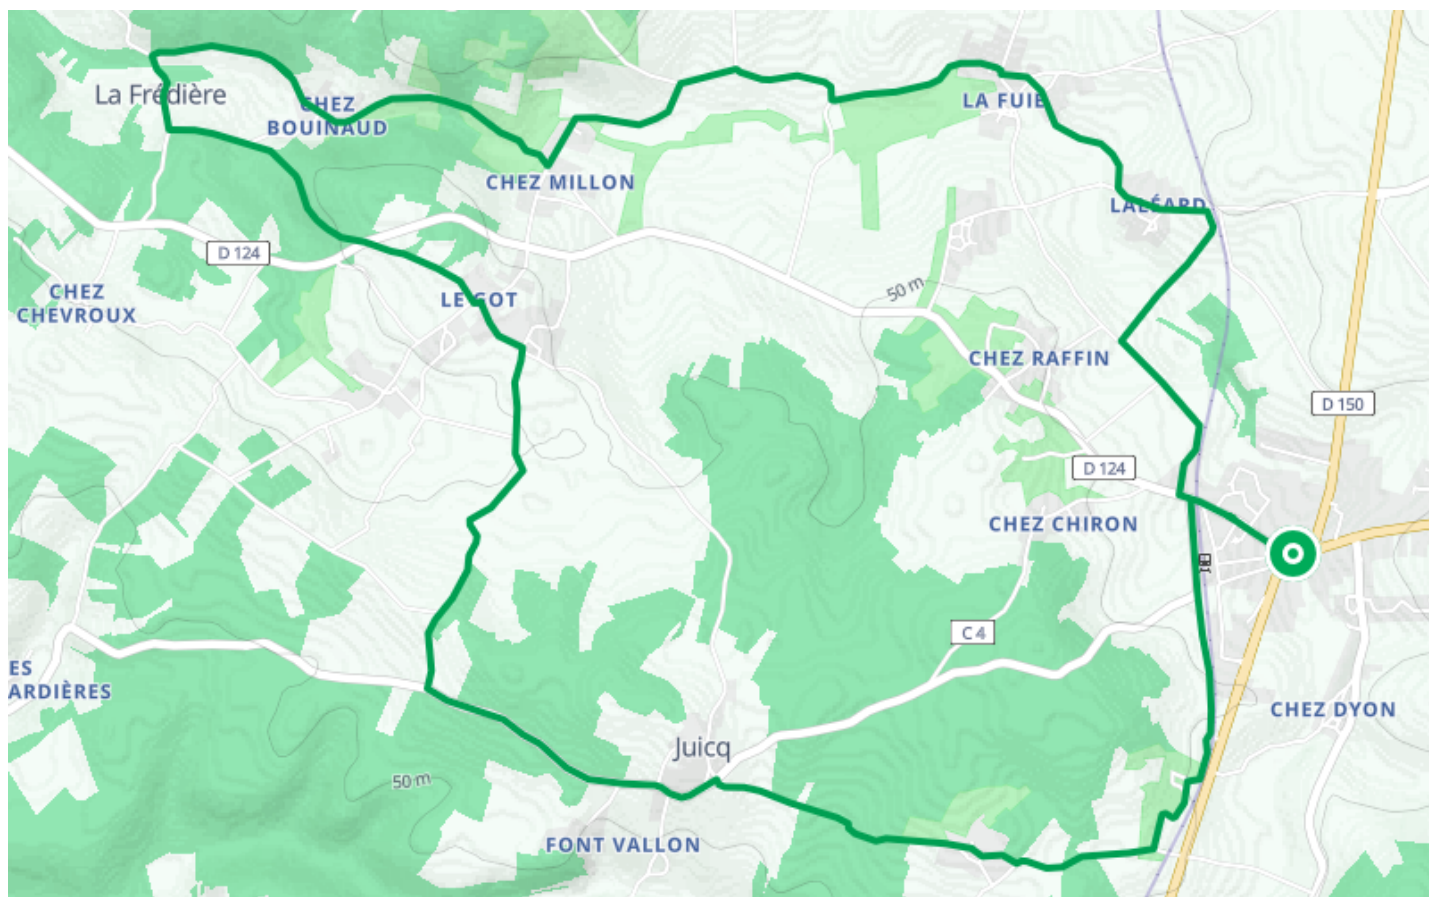 La Frédière
CHEZ
BOUINAUD
LA FUIE
CHEZ MILLON
LALÉARD
D 124
CHEZ
CHEVROUX
LE GOT
50 m
CHEZ RAFFIN
D 150
D 124
CHEZ CHIRON
C 4
ES
ARDIÈRES
CHEZ DYON
Juicq
50 m
FONT VALLON